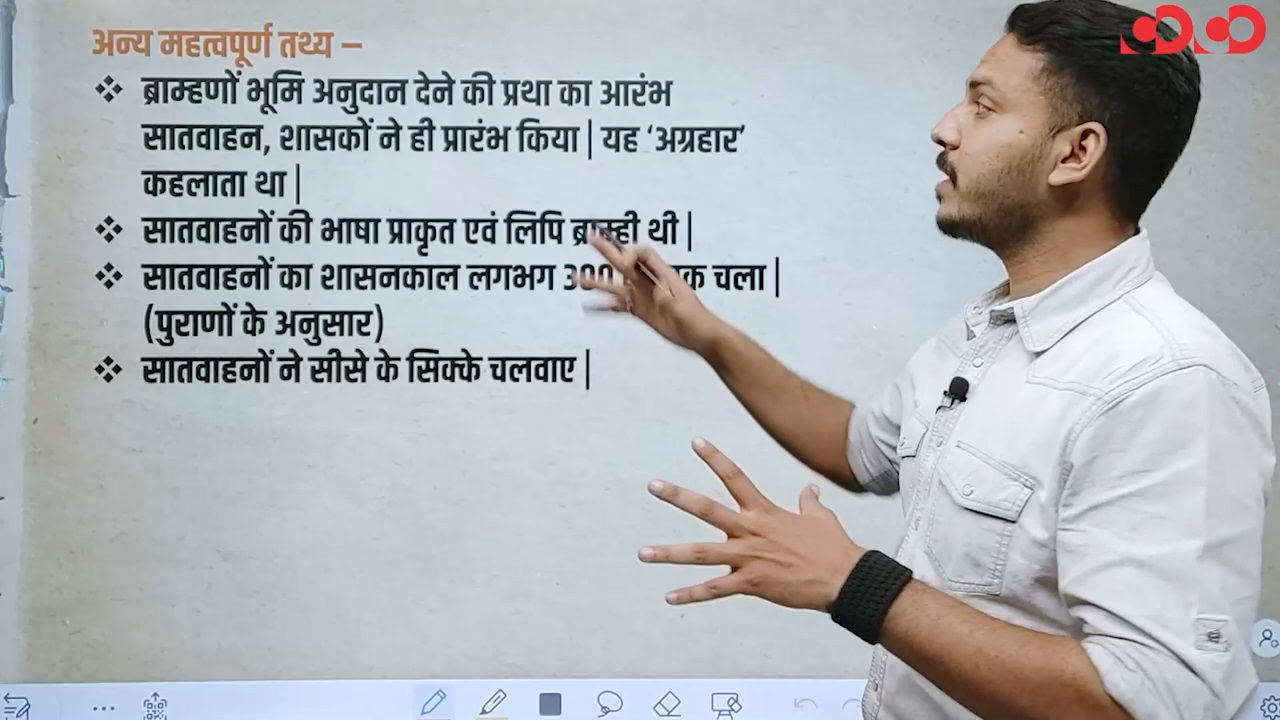 अन्य महत्वपूर्ण तथ्य –
❖ ब्राम्हणों भूमि अनुदान देने की प्रथा का आरंभ
सातवाहन, शासकों ने ही प्रारंभ किया | यह ‘अग्रहार’
कहलाता था |
❖ सातवाहनों की भाषा प्राकृत एवं लिपि ब्राम्ही थी |
❖ सातवाहनों का शासनकाल लगभग 300 चला |
(पुराणों के अनुसार)
❖ सातवाहनों ने सीसे के सिक्के चलवाए |